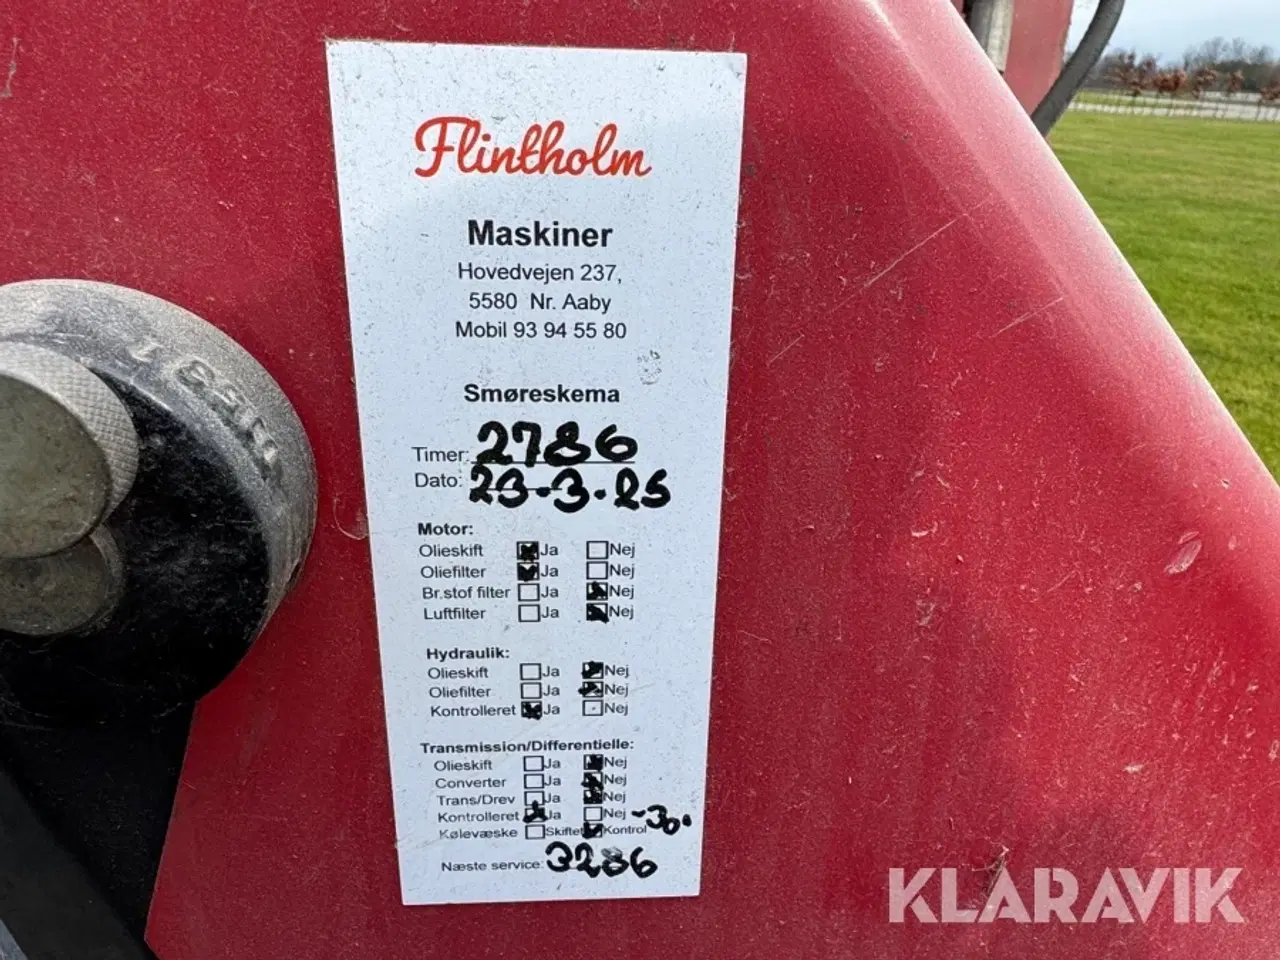 Flintholm
Maskiner
Hovedvejen 237,
5580 Nr. Aaby
Mobil 93 94 55 80
Smøreskema
Timer: 2786
Dato: 23.3.25
Motor:
Olieskift Ja Nej
Oliefilter Ja Nej
Br.stof filter Ja Nej
Luftfilter Ja Nej
Hydraulik:
Olieskift Ja Nej
Oliefilter Ja Nej
Kontrolleret Ja Nej
Transmission/Differentielle:
Olieskift Ja Nej
Converter Ja Nej
Trans/Drev Ja Nej
Kontrolleret Ja Nej -30°
Kølevæske Skiftet Kontrol
Næste service: 3286
KLARAVIK